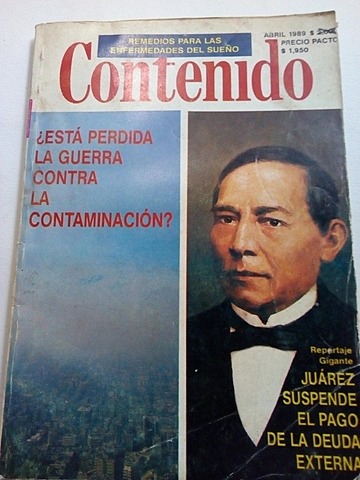 REMEDIOS PARA LAS
ENFERMEDADES DEL SUEÑO
ABRIL 1989 $
PRECIO PACTO
$ 1,950
Contenido
¿ESTÁ PERDIDA
LA GUERRA
CONTRA
LA
CONTAMINACIÓN?
Reportaje
Gigante
JUÁREZ
SUSPENDE
EL PAGO
DE LA DEUDA
EXTERNA